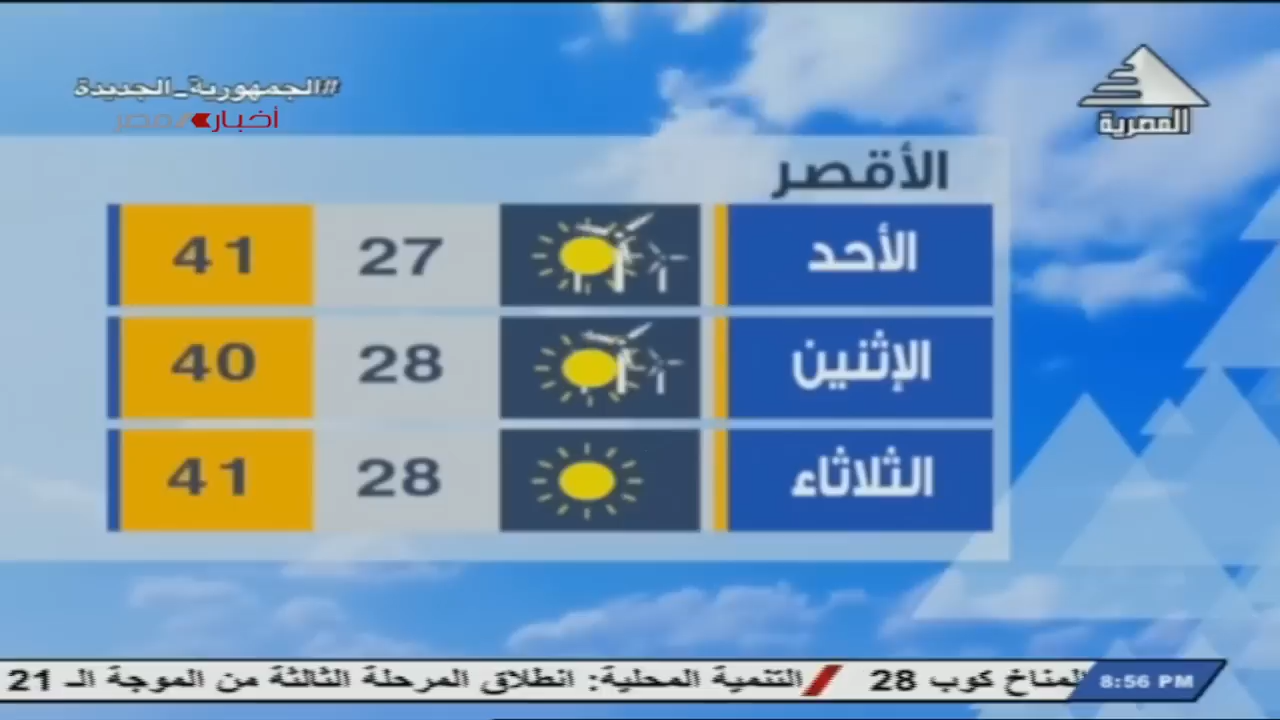 #الجمهورية_الجديدة
أخبار مصر
المصرية
الأقصر
الأحد 27 41
الإثنين 28 40
الثلاثاء 28 41
8:56 PM المناخ كوب 28 التنمية المحلية: انطلاق المرحلة الثالثة من الموجة الـ 21